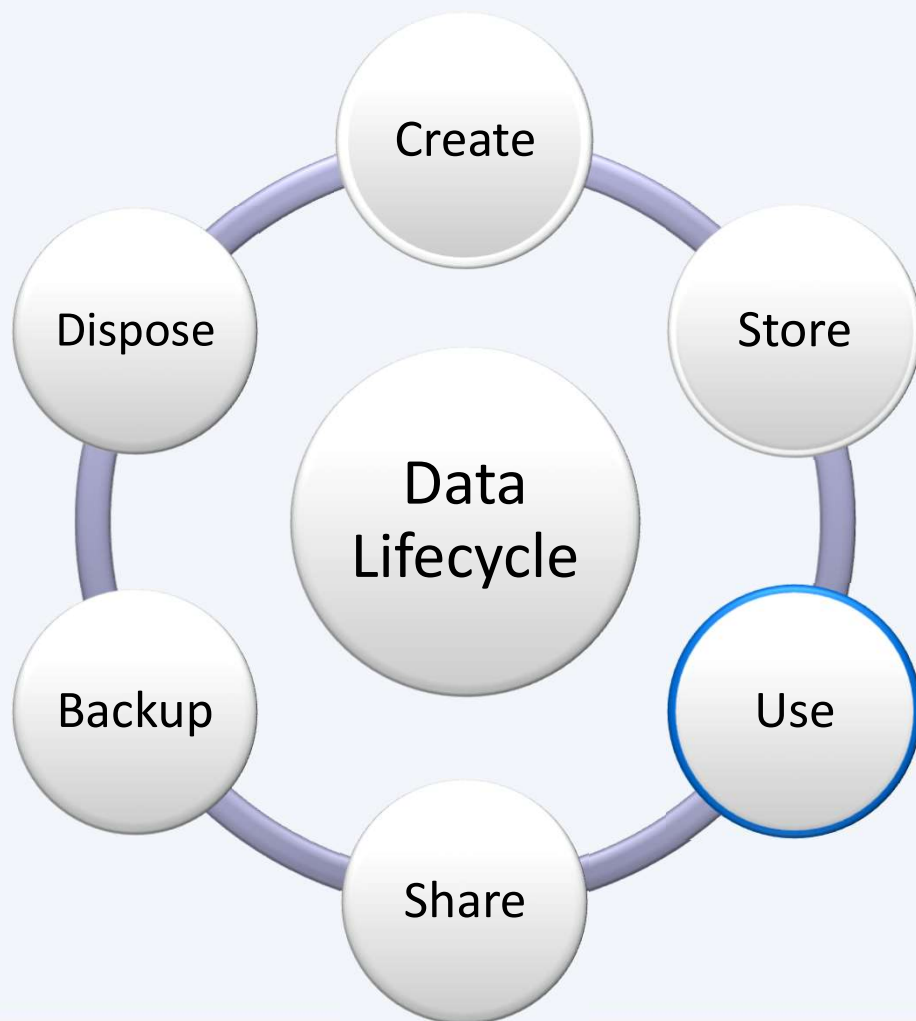 Create
Store
Use
Share
Backup
Dispose
Data
Lifecycle